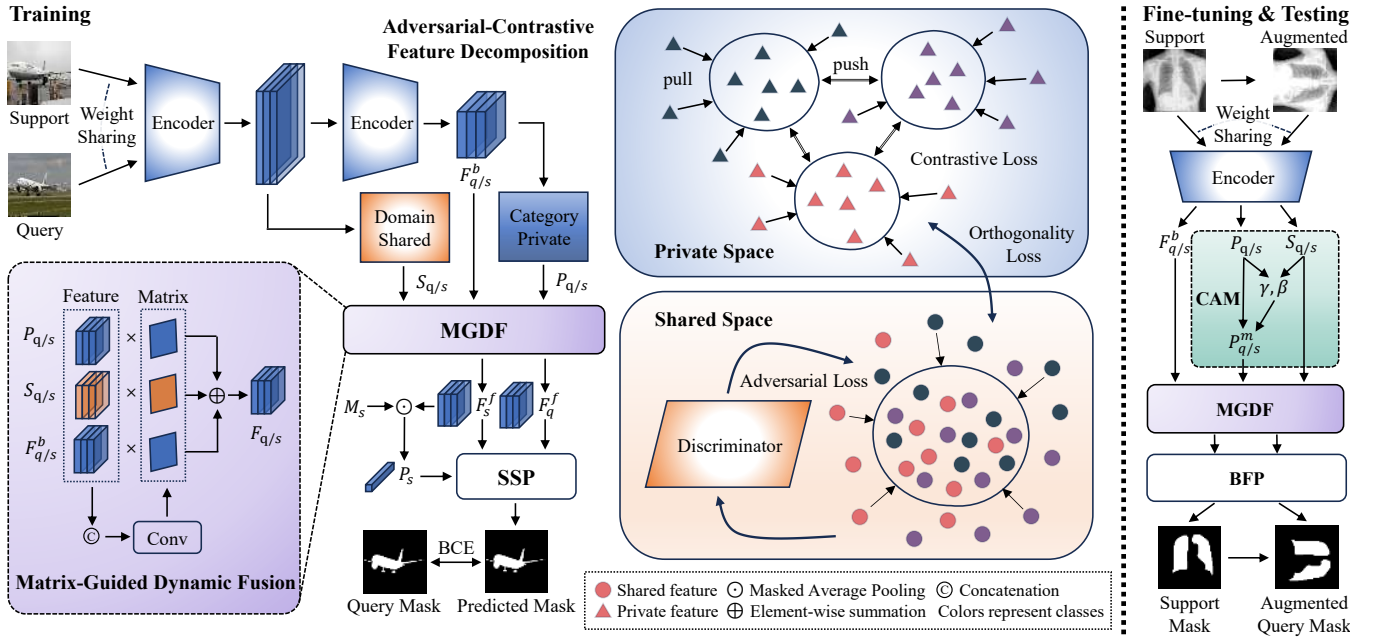 Training
Adversarial-Contrastive
Feature Decomposition
Support
Query
Weight
Sharing
Encoder
Encoder
F_{q/s}^b
Domain
Shared
Category
Private
S_{q/s}
P_{q/s}
MGDF
M_s
F_s^f
F_q^f
P_s
SSP
BCE
Query Mask
Predicted Mask
Feature
Matrix
P_{q/s}
×
S_{q/s}
×
F_{q/s}^b
×
F_{q/s}
©
Conv
Matrix-Guided Dynamic Fusion
pull
push
Contrastive Loss
Private Space
Orthogonality
Loss
Shared Space
Adversarial Loss
Discriminator
Shared feature
Masked Average Pooling
© Concatenation
Private feature
Element-wise summation
Colors represent classes
Fine-tuning & Testing
Support
Augmented
Weight
Sharing
Encoder
F_{q/s}^b
P_{q/s}
S_{q/s}
CAM
γ, β
P_{q/s}^m
MGDF
BFP
Support
Mask
Augmented
Query Mask